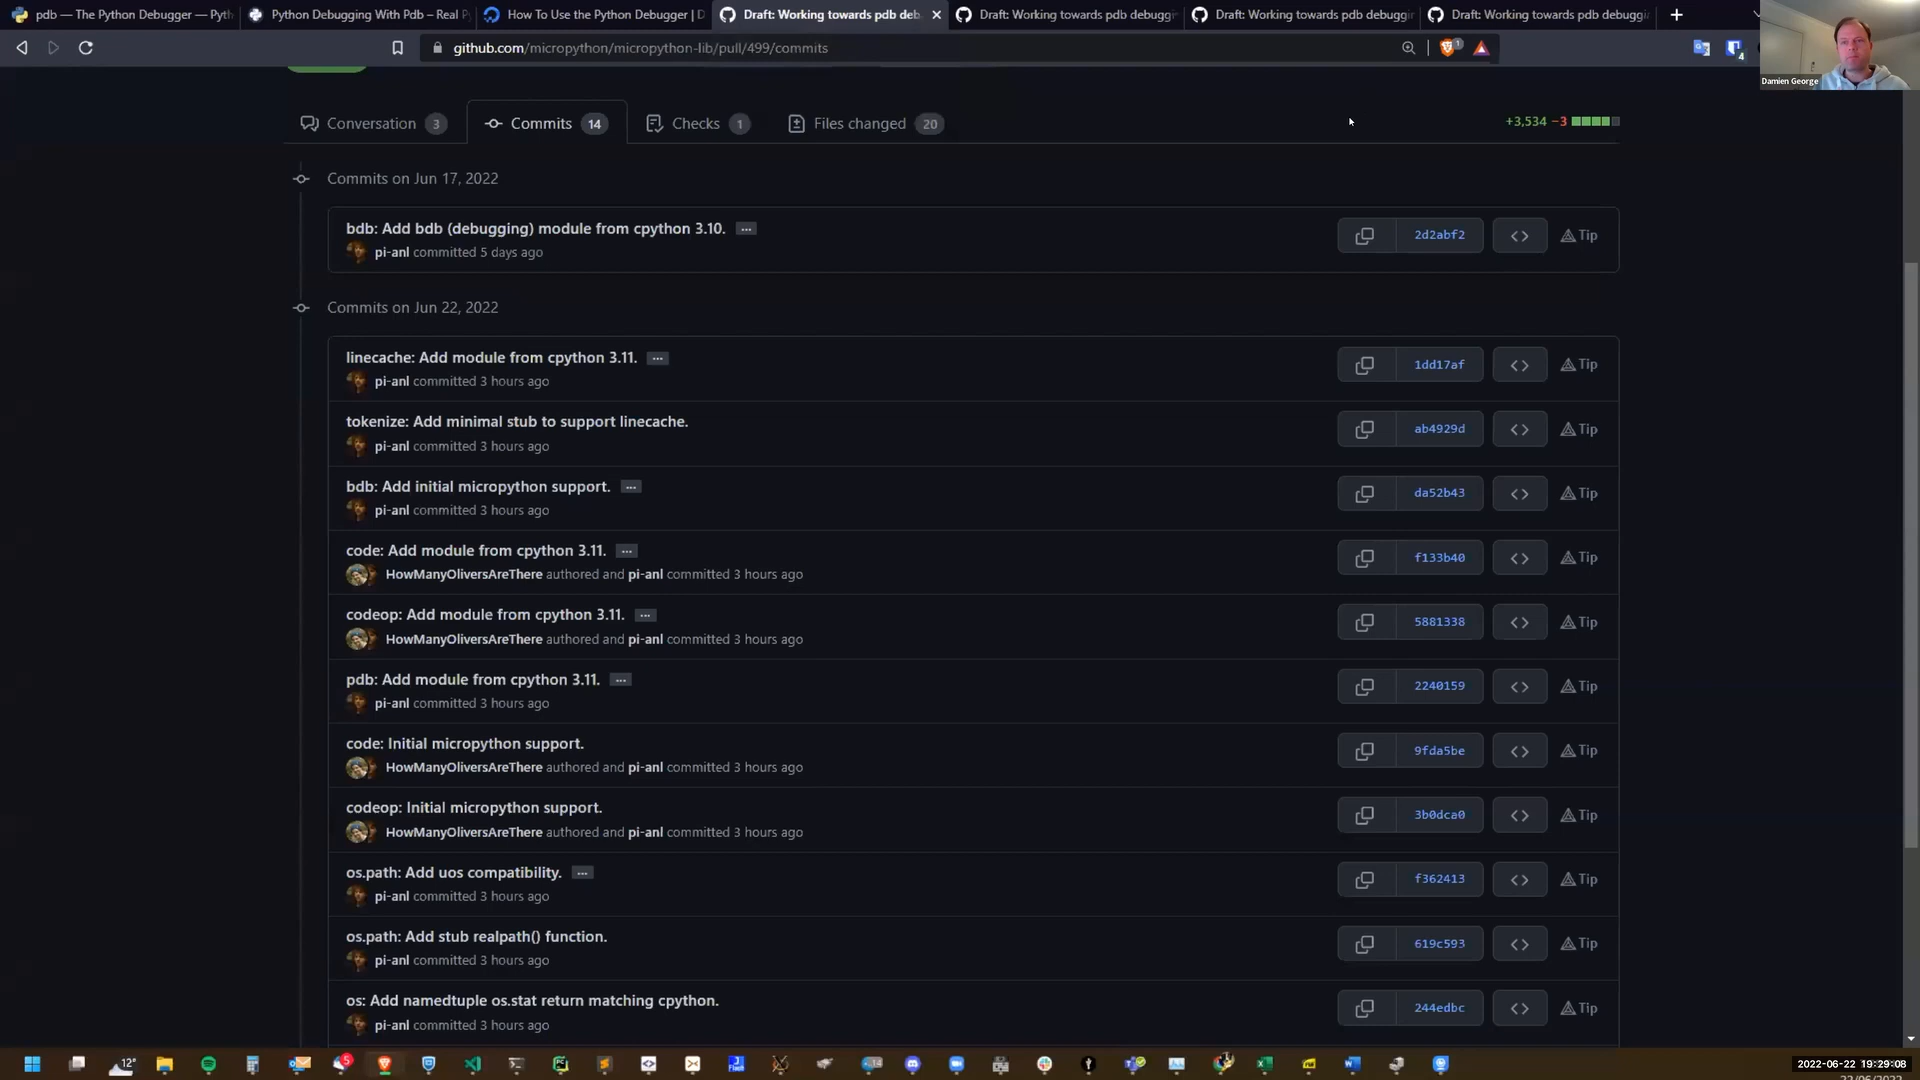 pdb — The Python Debugger — Pyth
Python Debugging With Pdb – Real P
How To Use the Python Debugger | D
Draft: Working towards pdb deb
Draft: Working towards pdb debuggin
Draft: Working towards pdb debuggin
Draft: Working towards pdb debuggi
github.com/micropython/micropython-lib/pull/499/commits
1
4
Damien George
Conversation 3
Commits 14
Checks 1
Files changed 20
+3,534 −3
Commits on Jun 17, 2022
bdb: Add bdb (debugging) module from cpython 3.10. ...
2d2abf2
Tip
pi-anl committed 5 days ago
Commits on Jun 22, 2022
linecache: Add module from cpython 3.11. ...
1dd17af
Tip
pi-anl committed 3 hours ago
tokenize: Add minimal stub to support linecache.
ab4929d
Tip
pi-anl committed 3 hours ago
bdb: Add initial micropython support. ...
da52b43
Tip
pi-anl committed 3 hours ago
code: Add module from cpython 3.11. ...
f133b40
Tip
HowManyOliversAreThere authored and pi-anl committed 3 hours ago
codeop: Add module from cpython 3.11. ...
5881338
Tip
HowManyOliversAreThere authored and pi-anl committed 3 hours ago
pdb: Add module from cpython 3.11. ...
2240159
Tip
pi-anl committed 3 hours ago
code: Initial micropython support.
9fda5be
Tip
HowManyOliversAreThere authored and pi-anl committed 3 hours ago
codeop: Initial micropython support.
3b0dca0
Tip
HowManyOliversAreThere authored and pi-anl committed 3 hours ago
os.path: Add uos compatibility. ...
f362413
Tip
pi-anl committed 3 hours ago
os.path: Add stub realpath() function.
619c593
Tip
pi-anl committed 3 hours ago
os: Add namedtuple os.stat return matching cpython.
244edbc
Tip
pi-anl committed 3 hours ago
12°
5
2022-06-22 19:29:08